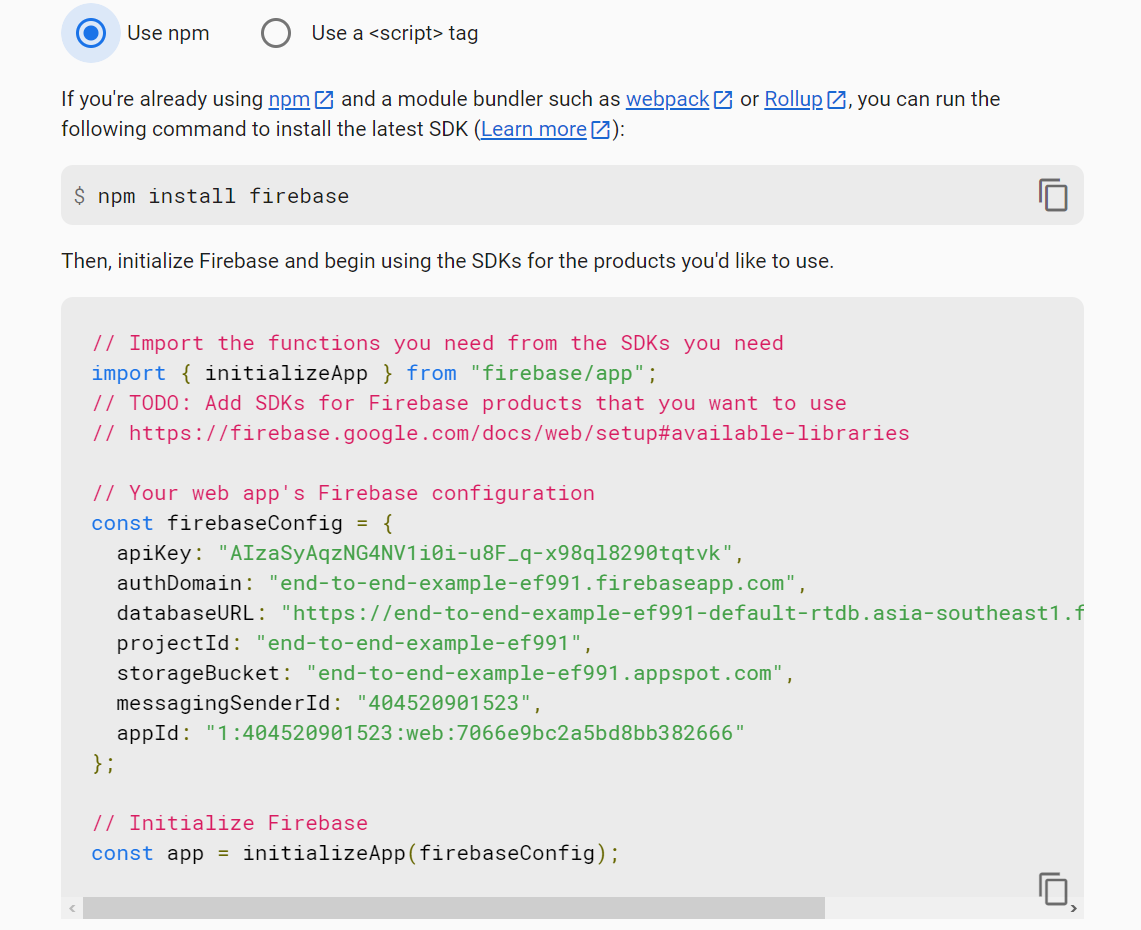 Use npm Use a <script> tag
If you're already using npm and a module bundler such as webpack or Rollup, you can run the
following command to install the latest SDK (Learn more):
$ npm install firebase
Then, initialize Firebase and begin using the SDKs for the products you'd like to use.
// Import the functions you need from the SDKs you need
import { initializeApp } from "firebase/app";
// TODO: Add SDKs for Firebase products that you want to use
// https://firebase.google.com/docs/web/setup#available-libraries
// Your web app's Firebase configuration
const firebaseConfig = {
apiKey: "AIzaSyAqzNG4NV1i0i-u8F_q-x98ql8290tqtvk",
authDomain: "end-to-end-example-ef991.firebaseapp.com",
databaseURL: "https://end-to-end-example-ef991-default-rtdb.asia-southeast1.f
projectId: "end-to-end-example-ef991",
storageBucket: "end-to-end-example-ef991.appspot.com",
messagingSenderId: "404520901523",
appId: "1:404520901523:web:7066e9bc2a5bd8bb382666"
};
// Initialize Firebase
const app = initializeApp(firebaseConfig);